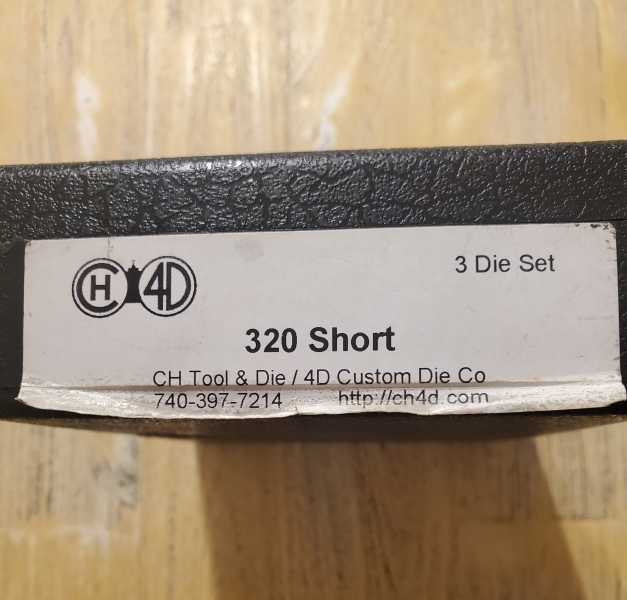 CH 4D
3 Die Set
320 Short
CH Tool & Die / 4D Custom Die Co
740-397-7214 http://ch4d.com